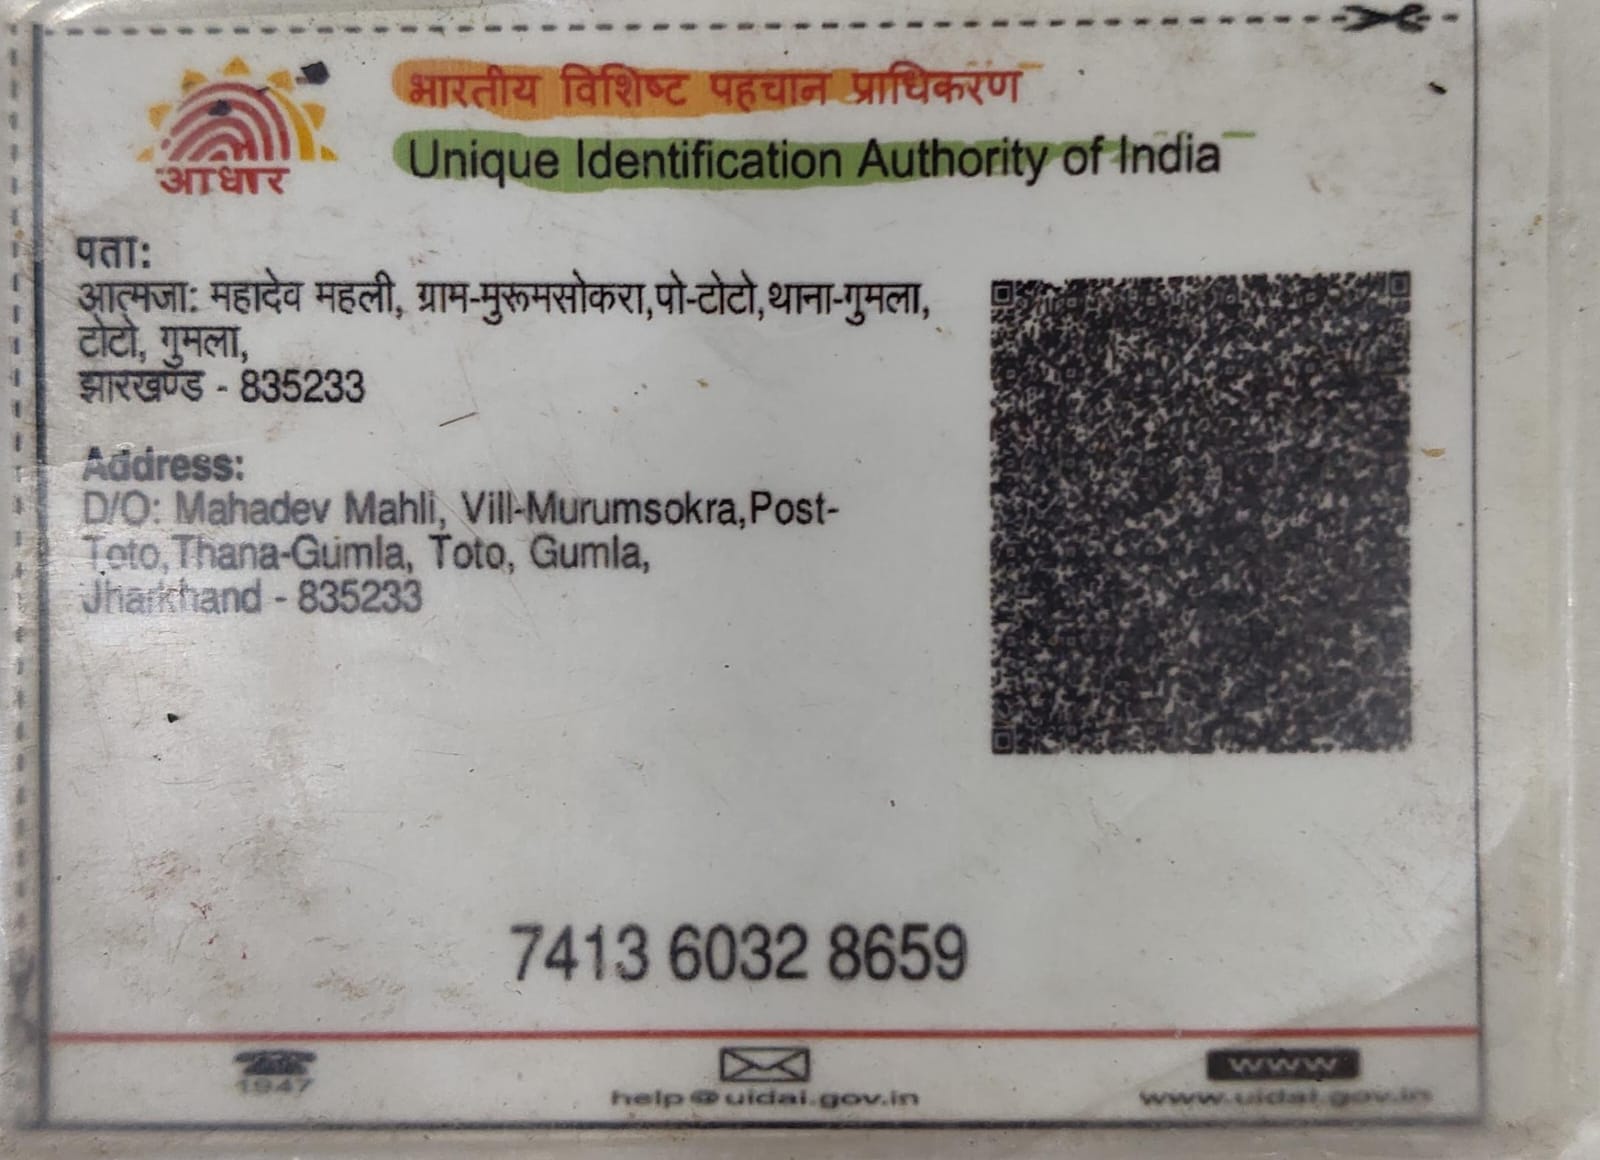 भारतीय विशिष्ट पहचान प्राधिकरण
Unique Identification Authority of India
आधार
पता:
आत्मजा: महादेव महली, ग्राम-मुरूमसोकरा,पो-टोटो,थाना-गुमला,
टोटो, गुमला,
झारखण्ड - 835233
Address:
D/O: Mahadev Mahli, Vill-Murumsokra,Post-
Toto,Thana-Gumla, Toto, Gumla,
Jharkhand - 835233
7413 6032 8659
1947
help@uidai.gov.in
www
www.uidai.gov.in